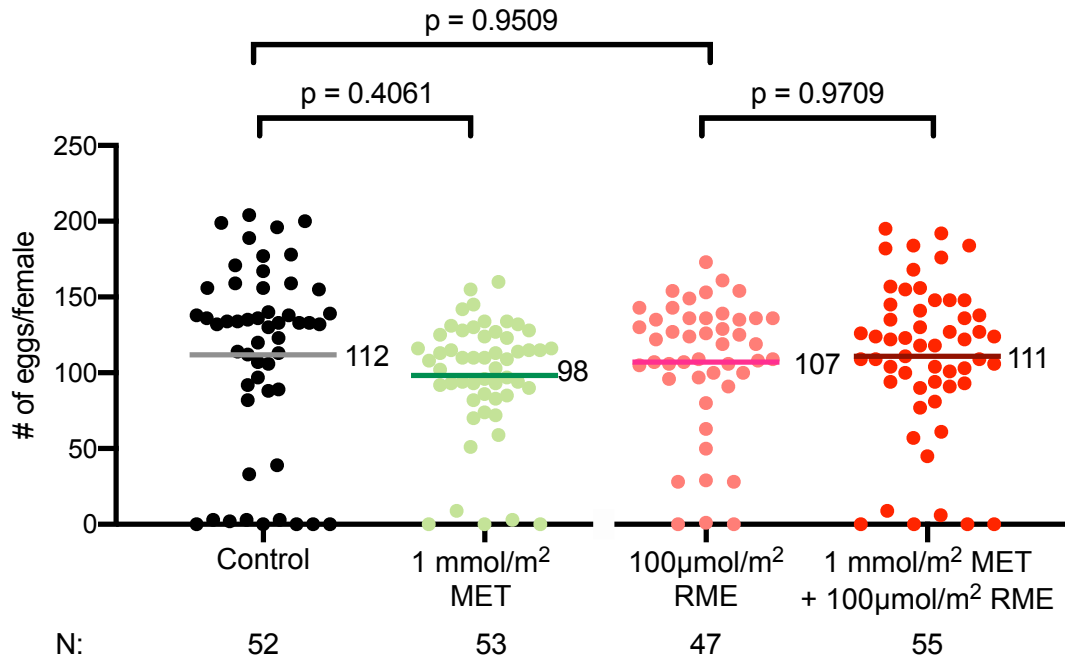 p = 0.9509
p = 0.4061
p = 0.9709
# of eggs/female
250
200
150
100
50
0
112
98
107
111
Control
1 mmol/m²
MET
100µmol/m²
RME
1 mmol/m² MET
+ 100µmol/m² RME
N: 52 53 47 55